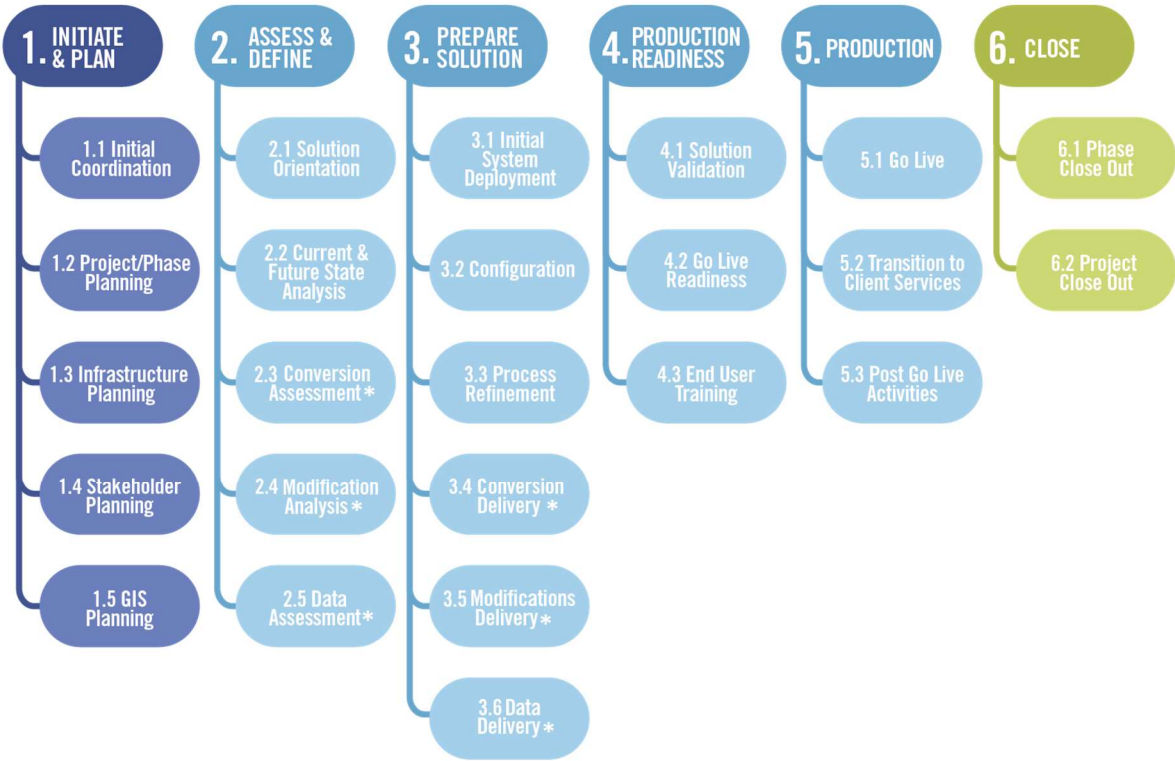 1. INITIATE
& PLAN
1.1 Initial
Coordination
1.2 Project/Phase
Planning
1.3 Infrastructure
Planning
1.4 Stakeholder
Planning
1.5 GIS
Planning
2. ASSESS &
DEFINE
2.1 Solution
Orientation
2.2 Current &
Future State
Analysis
2.3 Conversion
Assessment*
2.4 Modification
Analysis*
2.5 Data
Assessment*
3. PREPARE
SOLUTION
3.1 Initial
System
Deployment
3.2 Configuration
3.3 Process
Refinement
3.4 Conversion
Delivery *
3.5 Modifications
Delivery*
3.6 Data
Delivery*
4. PRODUCTION
READINESS
4.1 Solution
Validation
4.2 Go Live
Readiness
4.3 End User
Training
5. PRODUCTION
5.1 Go Live
5.2 Transition to
Client Services
5.3 Post Go Live
Activities
6. CLOSE
6.1 Phase
Close Out
6.2 Project
Close Out